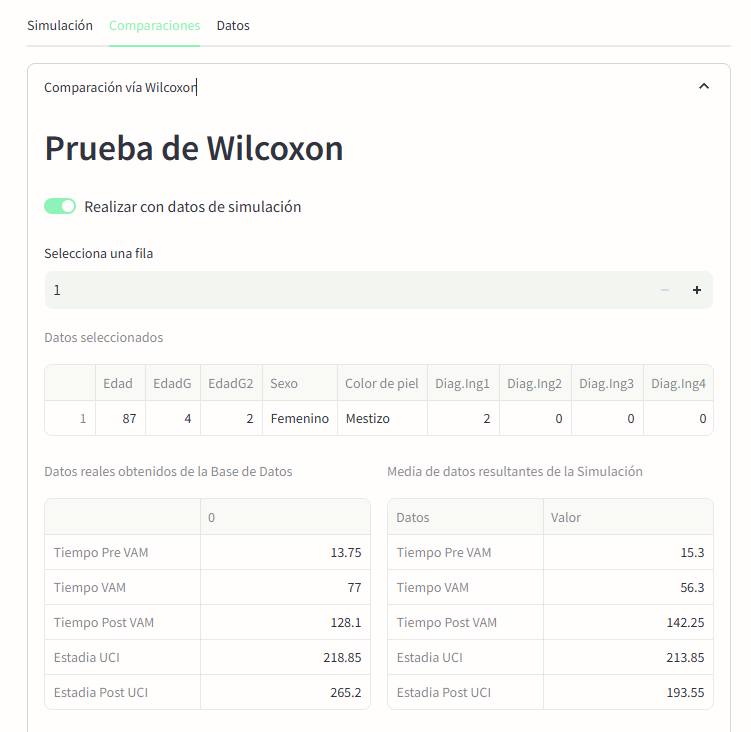 Simulación Comparaciones Datos
Comparación vía Wilcoxon
Prueba de Wilcoxon
Realizar con datos de simulación
Selecciona una fila
1
Datos seleccionados
Edad EdadG EdadG2 Sexo Color de piel Diag.Ing1 Diag.Ing2 Diag.Ing3 Diag.Ing4
1 87 4 2 Femenino Mestizo 2 0 0 0
Datos reales obtenidos de la Base de Datos
0
Tiempo Pre VAM 13.75
Tiempo VAM 77
Tiempo Post VAM 128.1
Estadia UCI 218.85
Estadia Post UCI 265.2
Media de datos resultantes de la Simulación
Datos Valor
Tiempo Pre VAM 15.3
Tiempo VAM 56.3
Tiempo Post VAM 142.25
Estadia UCI 213.85
Estadia Post UCI 193.55